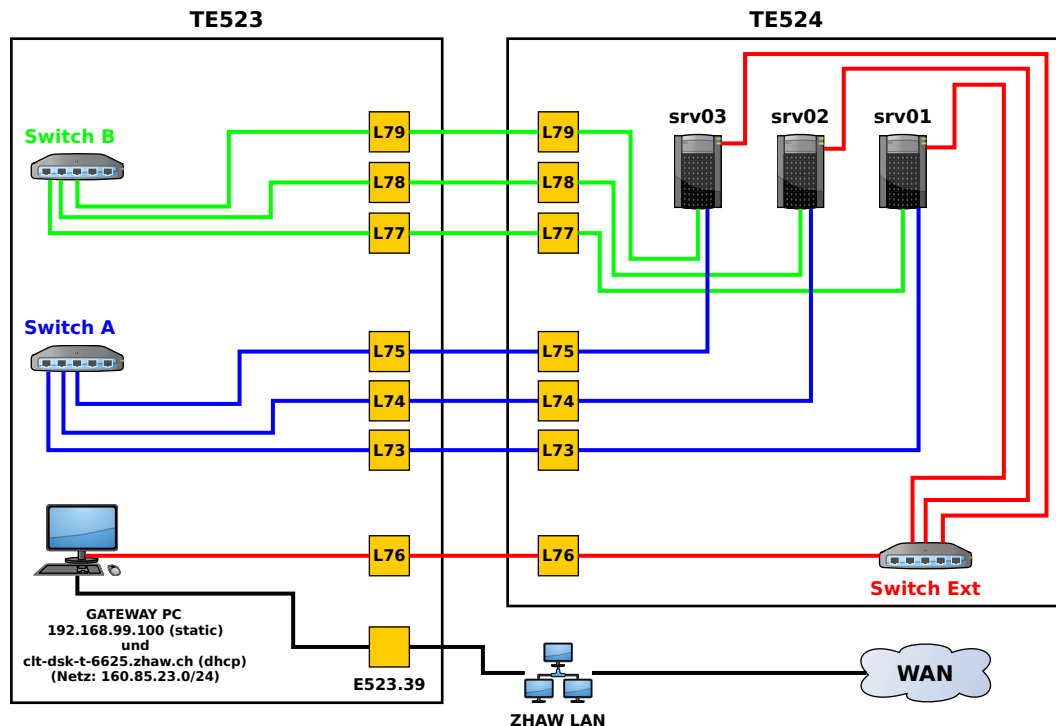 TE523
TE524
Switch B
L79
L79
srv03
srv02
srv01
L78
L78
L77
L77
Switch A
L75
L75
L74
L74
L73
L73
L76
L76
Switch Ext
GATEWAY PC
192.168.99.100 (static)
und
clt-dsk-t-6625.zhaw.ch (dhcp)
(Netz: 160.85.23.0/24)
E523.39
ZHAW LAN
WAN